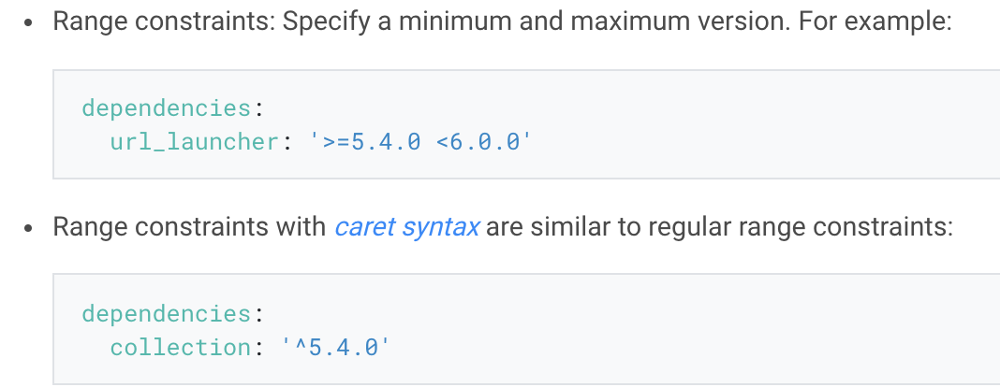 • Range constraints: Specify a minimum and maximum version. For example:
dependencies:
  url_launcher: '>=5.4.0 <6.0.0'
• Range constraints with caret syntax are similar to regular range constraints:
dependencies:
  collection: '^5.4.0'